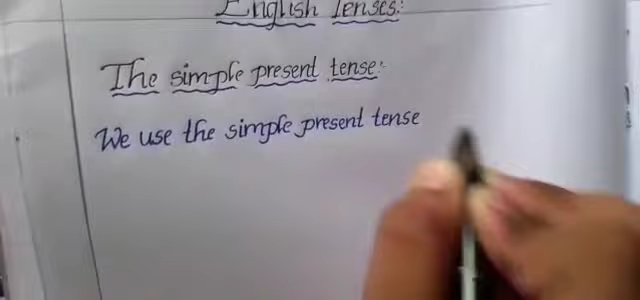 English Tenses:
The simple present tense:
We use the simple present tense